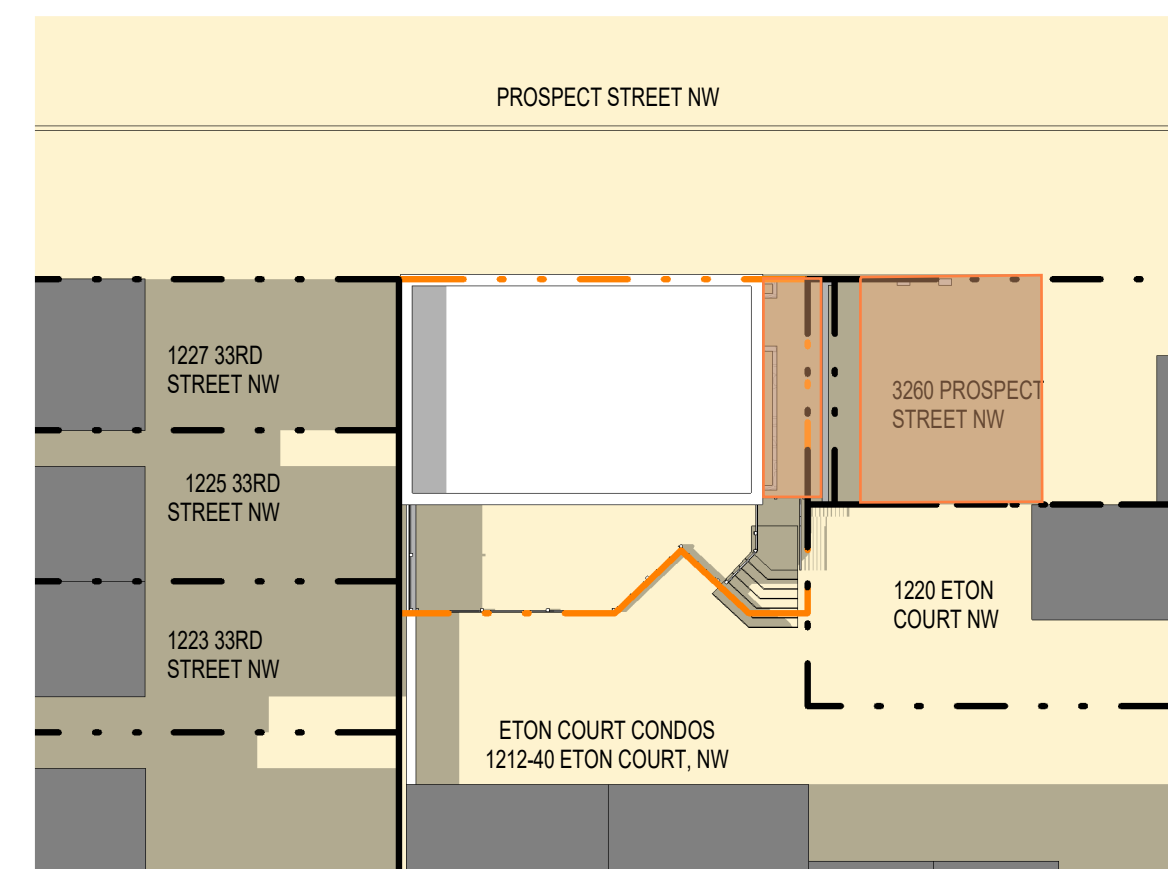 PROSPECT STREET NW
1227 33RD
STREET NW
3260 PROSPECT
STREET NW
1225 33RD
STREET NW
1220 ETON
COURT NW
1223 33RD
STREET NW
ETON COURT CONDOS
1212-40 ETON COURT, NW